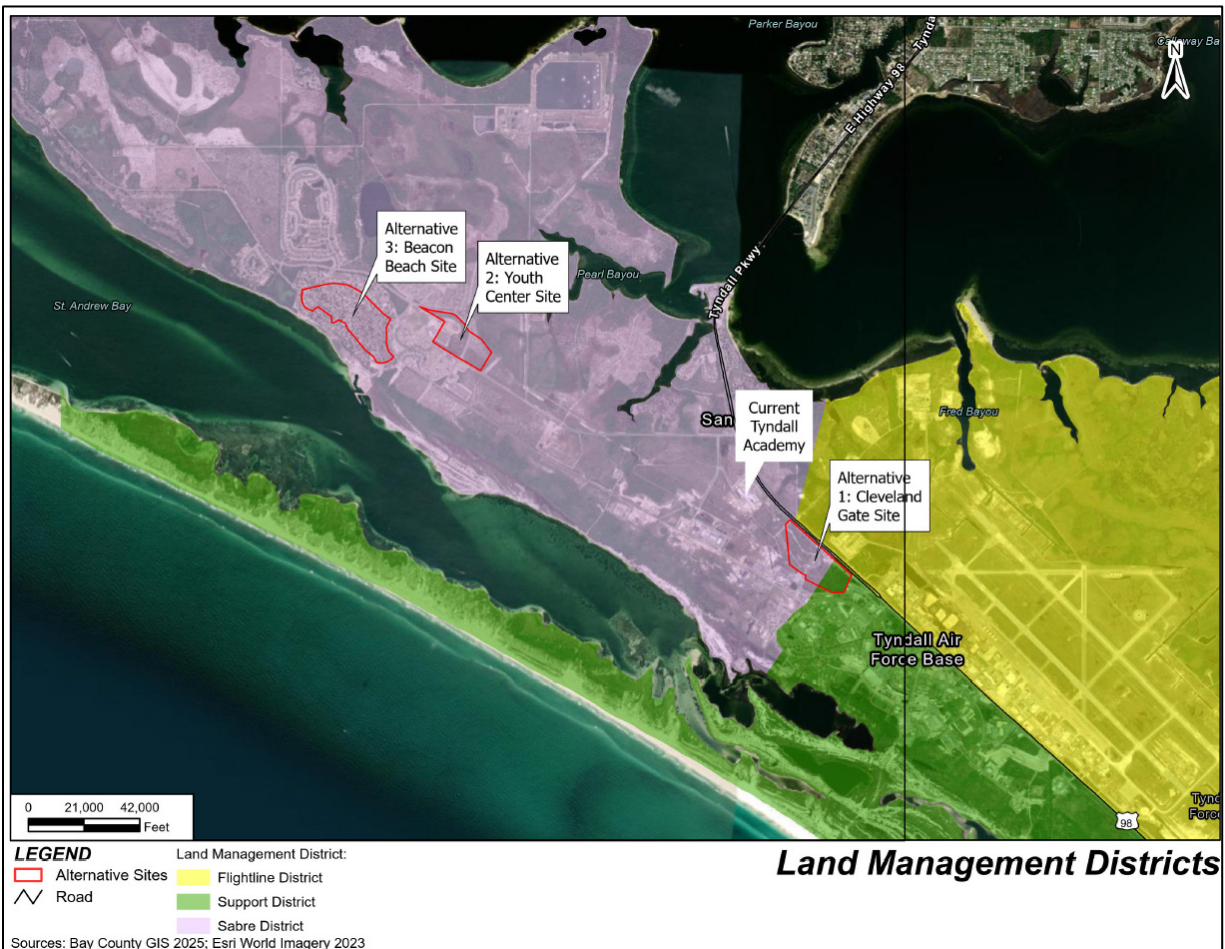 Parker Bayou
Callaway Ba
N
E Highway 98
Tynda
Alternative
3: Beacon
Beach Site
Alternative
2: Youth
Center Site
Pearl Bayou
Tyndall Pkwy
St. Andrew Bay
Current
Tyndall
Academy
San
Fred Bayou
Alternative
1: Cleveland
Gate Site
Tyndall Air
Force Base
Tynd
Force
98
0 21,000 42,000
Feet
LEGEND
Alternative Sites
Road
Land Management District:
Flightline District
Support District
Sabre District
Land Management Districts
Sources: Bay County GIS 2025; Esri World Imagery 2023